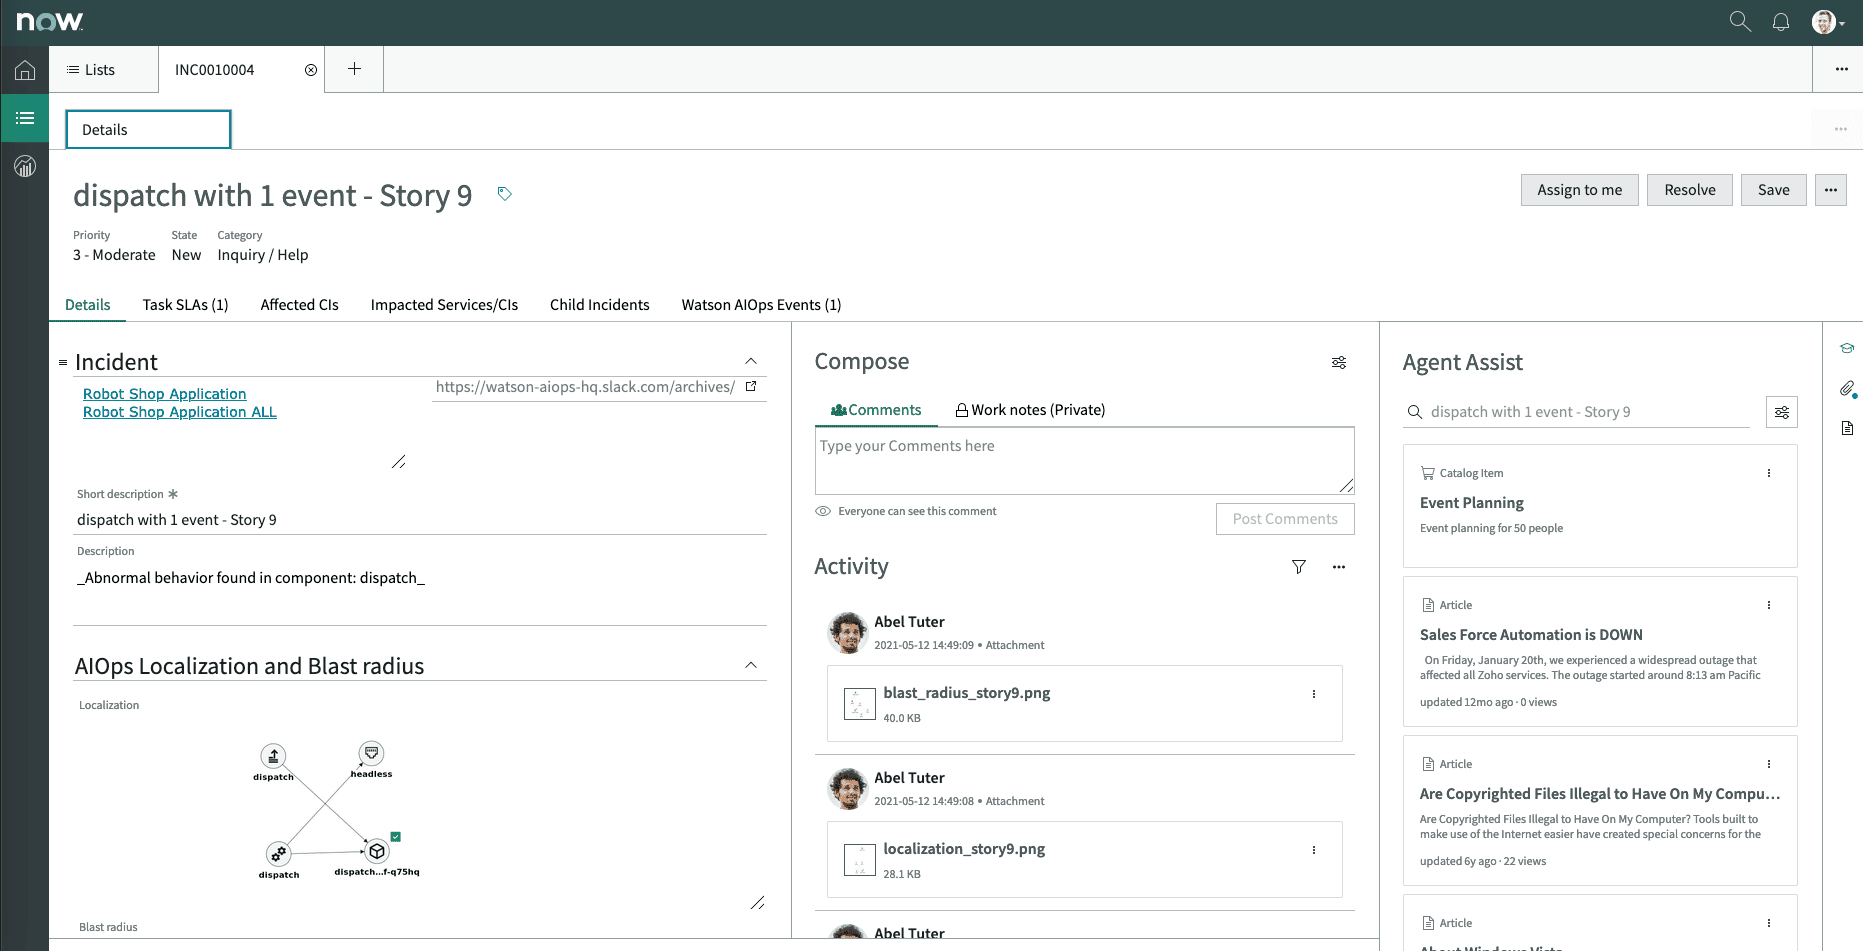 now
Lists
INC0010004
Details
dispatch with 1 event - Story 9
Assign to me
Resolve
Save
Priority
State
Category
3 - Moderate
New
Inquiry / Help
Details
Task SLAs (1)
Affected CIs
Impacted Services/CIs
Child Incidents
Watson AIOps Events (1)
Incident
Robot Shop Application
Robot Shop Application ALL
https://watson-aiops-hq.slack.com/archives/
Short description
dispatch with 1 event - Story 9
Description
_Abnormal behavior found in component: dispatch_
AIOps Localization and Blast radius
Localization
dispatch
headless
dispatch
dispatch...f-q75hq
Blast radius
Compose
Comments
Work notes (Private)
Type your Comments here
Everyone can see this comment
Post Comments
Activity
Abel Tuter
2021-05-12 14:49:09 • Attachment
blast_radius_story9.png
40.0 KB
Abel Tuter
2021-05-12 14:49:08 • Attachment
localization_story9.png
28.1 KB
Abel Tuter
Agent Assist
dispatch with 1 event - Story 9
Catalog Item
Event Planning
Event planning for 50 people
Article
Sales Force Automation is DOWN
On Friday, January 20th, we experienced a widespread outage that
affected all Zoho services. The outage started around 8:13 am Pacific
updated 12mo ago · 0 views
Article
Are Copyrighted Files Illegal to Have On My Compu...
Are Copyrighted Files Illegal to Have On My Computer? Tools built to
make use of the Internet easier have created special concerns for the
updated 6y ago · 22 views
Article
About Windows Vista